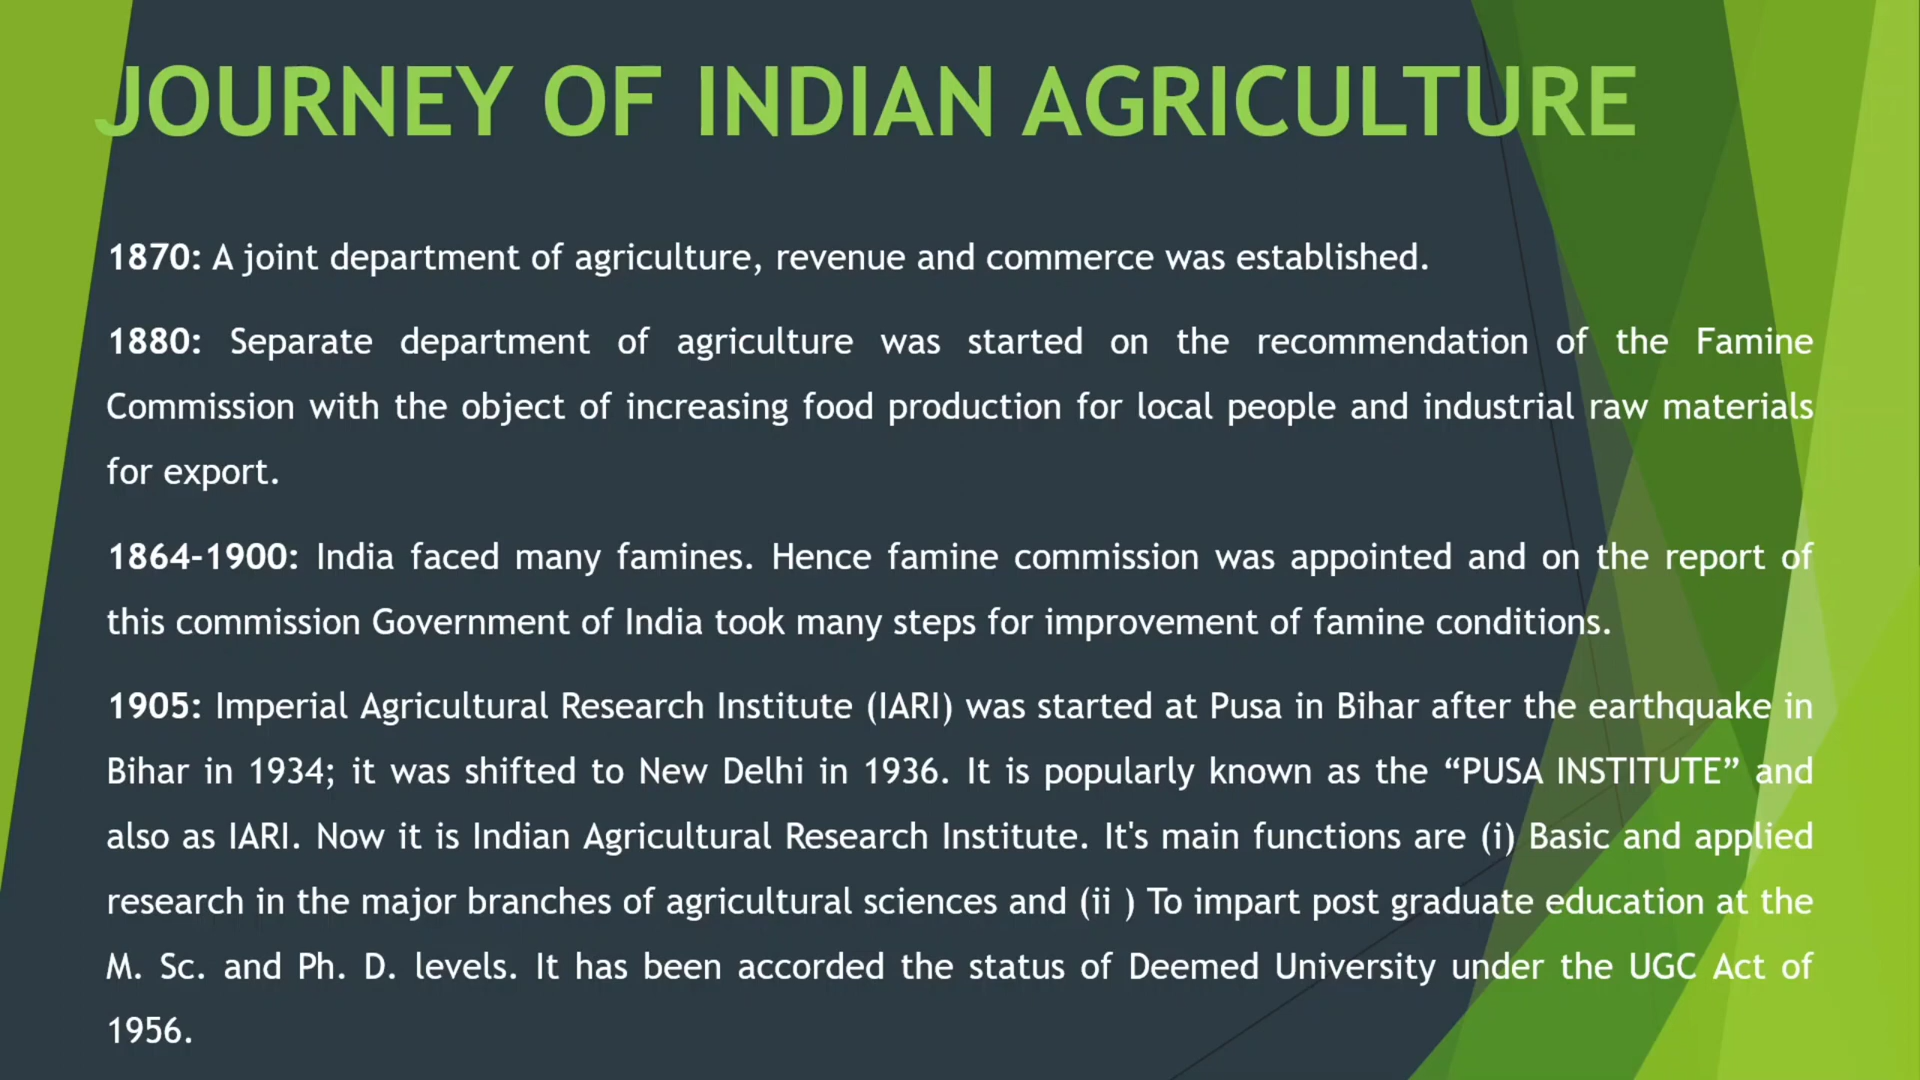 JOURNEY OF INDIAN AGRICULTURE
1870: A joint department of agriculture, revenue and commerce was established.
1880: Separate department of agriculture was started on the recommendation of the Famine
Commission with the object of increasing food production for local people and industrial raw materials
for export.
1864-1900: India faced many famines. Hence famine commission was appointed and on the report of
this commission Government of India took many steps for improvement of famine conditions.
1905: Imperial Agricultural Research Institute (IARI) was started at Pusa in Bihar after the earthquake in
Bihar in 1934; it was shifted to New Delhi in 1936. It is popularly known as the “PUSA INSTITUTE” and
also as IARI. Now it is Indian Agricultural Research Institute. It's main functions are (i) Basic and applied
research in the major branches of agricultural sciences and (ii ) To impart post graduate education at the
M. Sc. and Ph. D. levels. It has been accorded the status of Deemed University under the UGC Act of
1956.